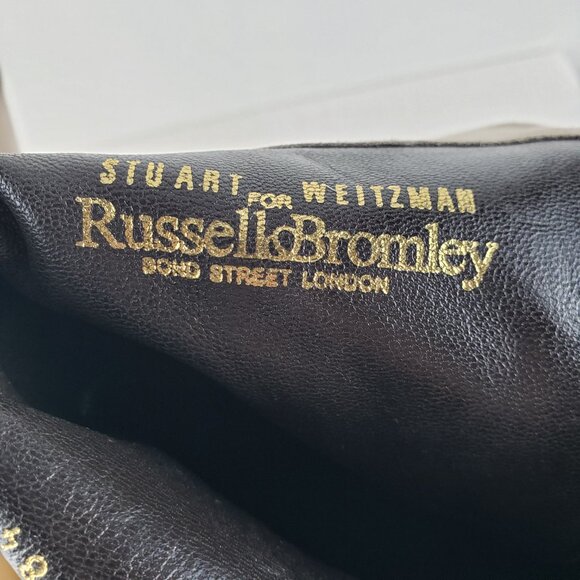 STUART WEITZMAN
FOR
Russell&Bromley
BOND STREET LONDON